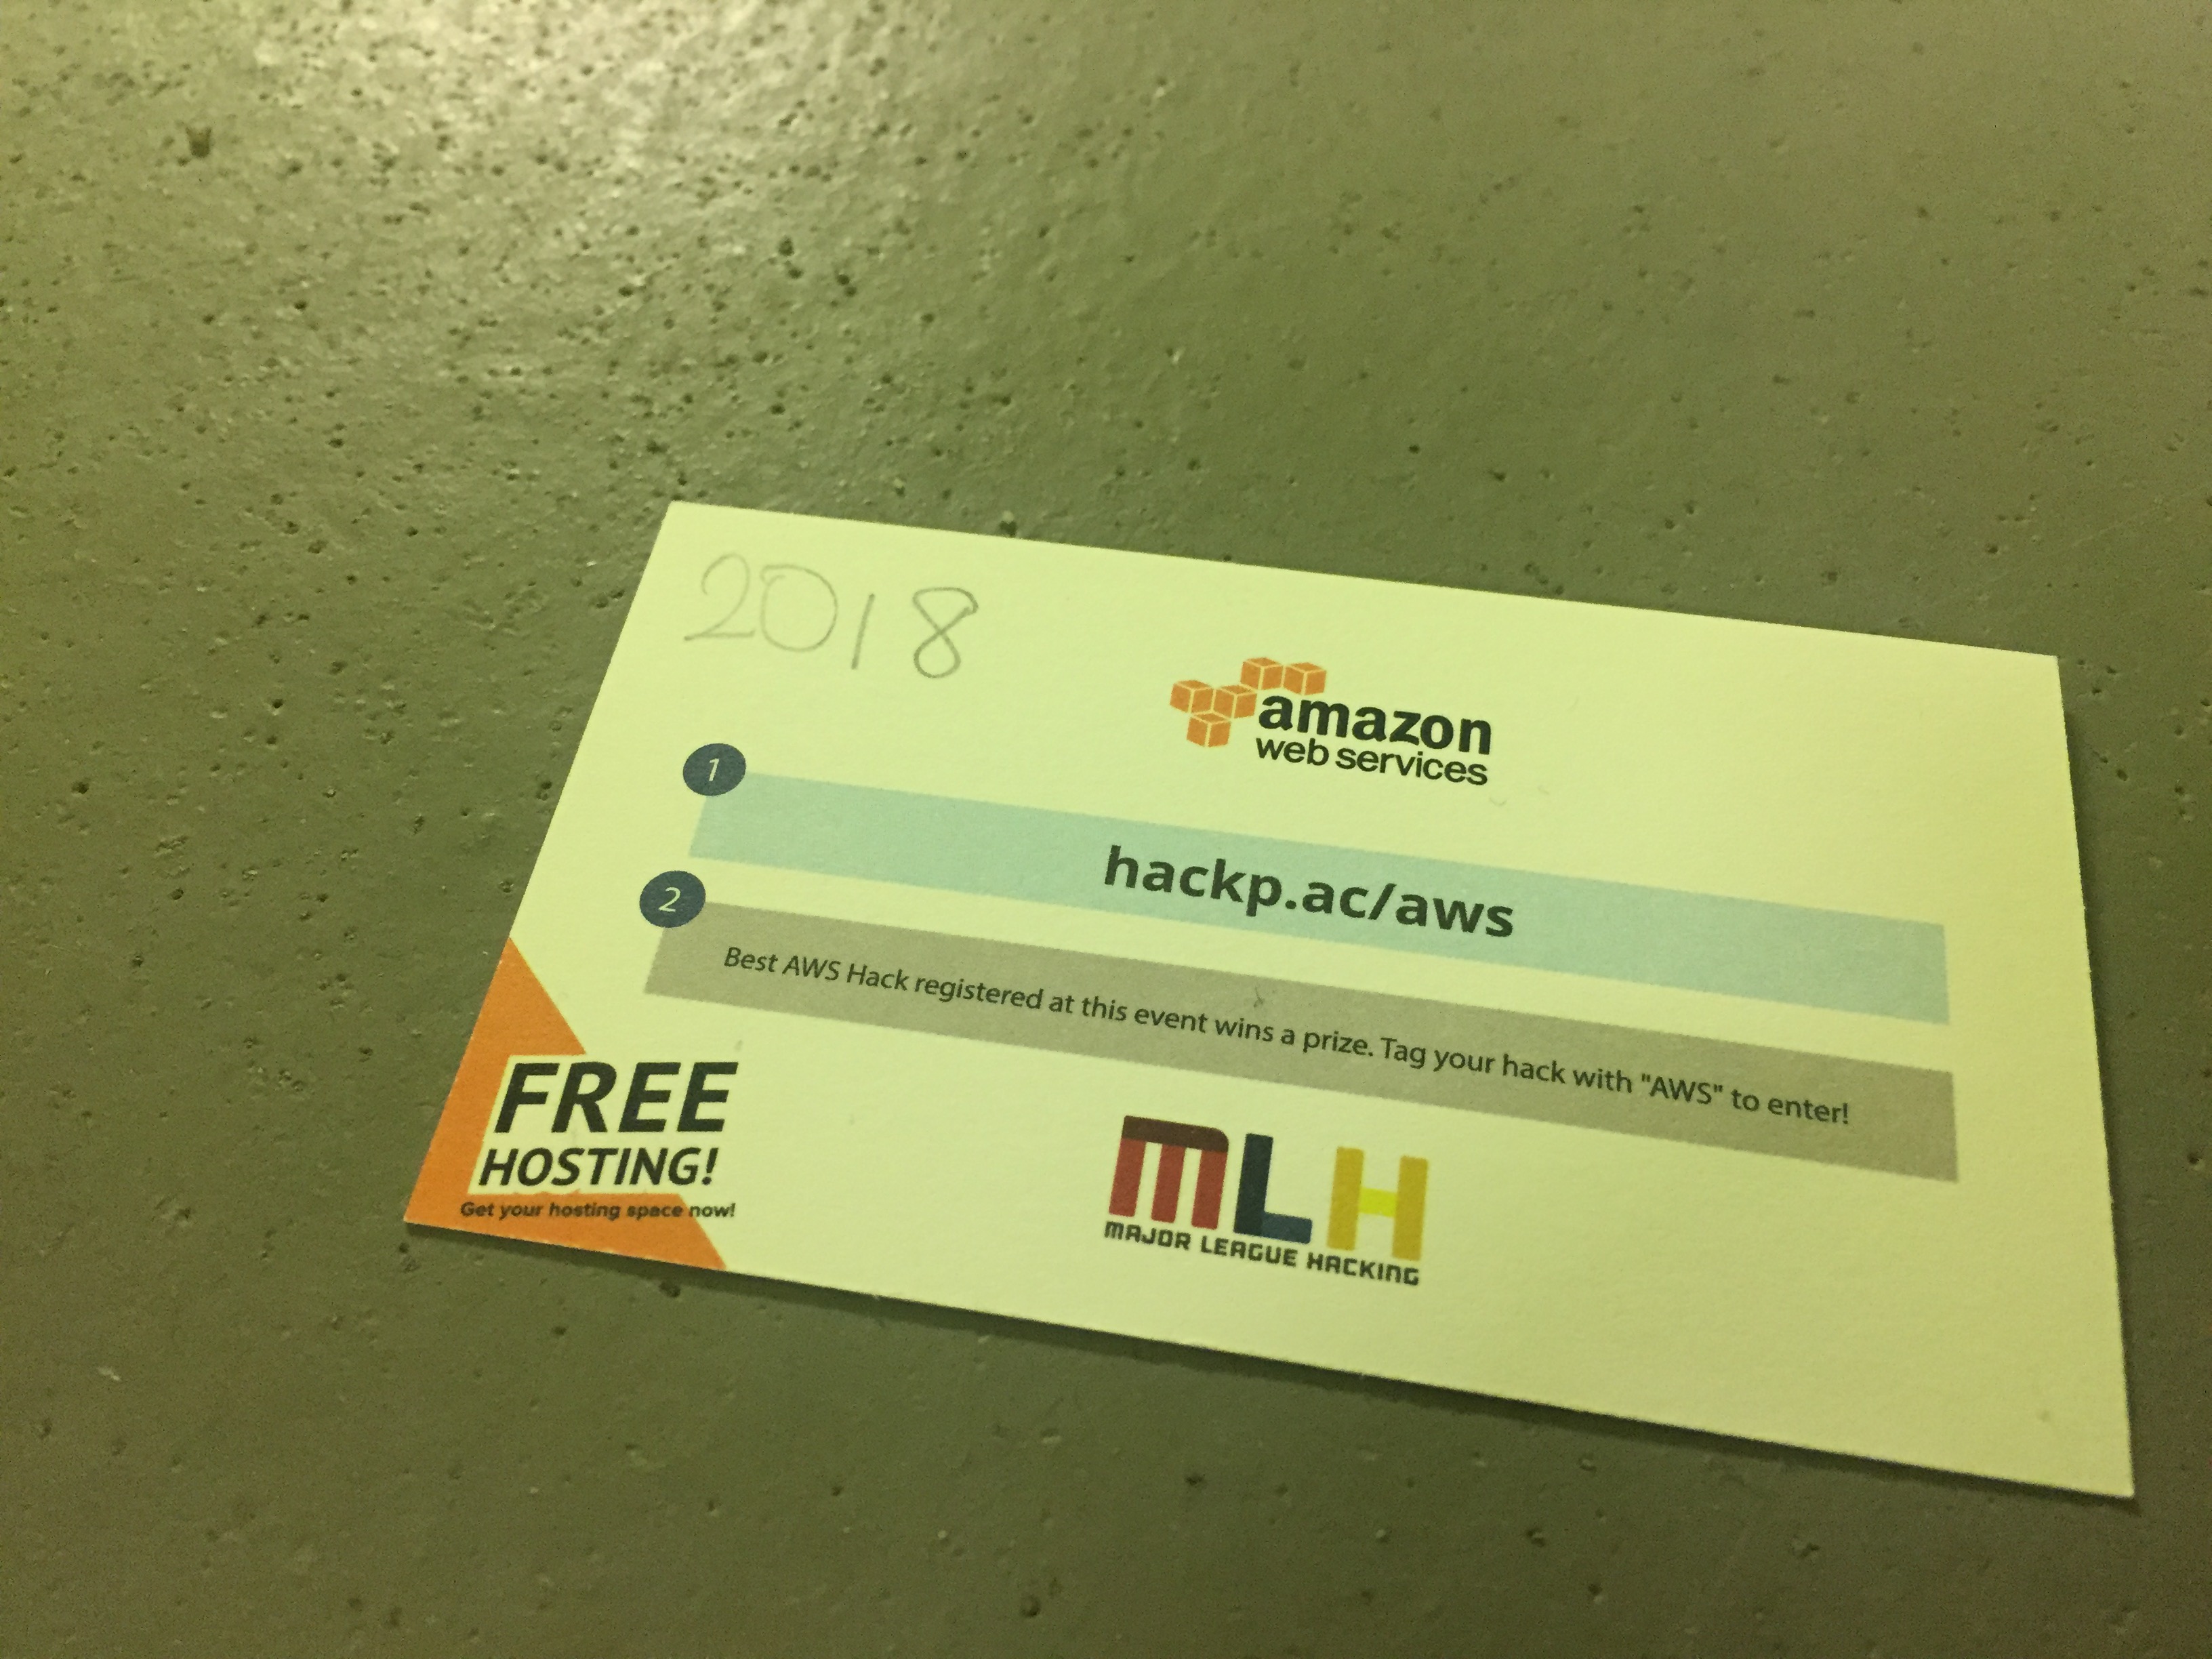 2018
amazon
web services
1
hackp.ac/aws
2
Best AWS Hack registered at this event wins a prize. Tag your hack with "AWS" to enter!
FREE
HOSTING!
Get your hosting space now!
MLH
MAJOR LEAGUE HACKING